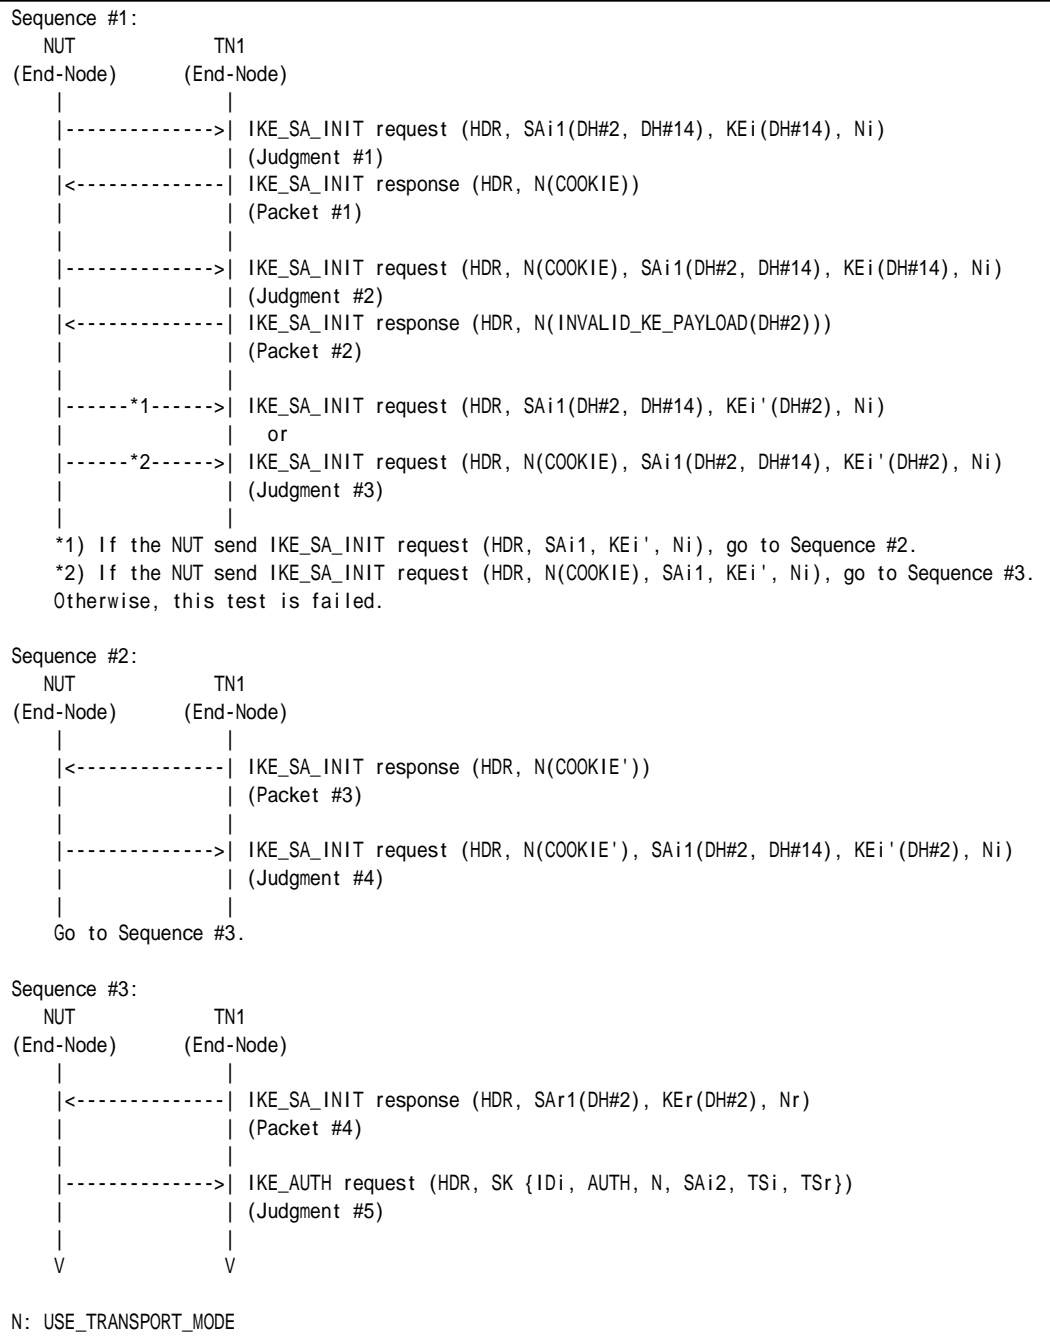 Sequence #1:
NUT TN1
(End-Node) (End-Node)
| |
|-------------->| IKE_SA_INIT request (HDR, SAi1(DH#2, DH#14), KEi(DH#14), Ni)
| | (Judgment #1)
|<--------------| IKE_SA_INIT response (HDR, N(COOKIE))
| | (Packet #1)
| |
|-------------->| IKE_SA_INIT request (HDR, N(COOKIE), SAi1(DH#2, DH#14), KEi(DH#14), Ni)
| | (Judgment #2)
|<--------------| IKE_SA_INIT response (HDR, N(INVALID_KE_PAYLOAD(DH#2)))
| | (Packet #2)
| |
|------*1------>| IKE_SA_INIT request (HDR, SAi1(DH#2, DH#14), KEi'(DH#2), Ni)
| | or
|------*2------>| IKE_SA_INIT request (HDR, N(COOKIE), SAi1(DH#2, DH#14), KEi'(DH#2), Ni)
| | (Judgment #3)
| |
*1) If the NUT send IKE_SA_INIT request (HDR, SAi1, KEi', Ni), go to Sequence #2.
*2) If the NUT send IKE_SA_INIT request (HDR, N(COOKIE), SAi1, KEi', Ni), go to Sequence #3.
Otherwise, this test is failed.
Sequence #2:
NUT TN1
(End-Node) (End-Node)
| |
|<--------------| IKE_SA_INIT response (HDR, N(COOKIE'))
| | (Packet #3)
| |
|-------------->| IKE_SA_INIT request (HDR, N(COOKIE'), SAi1(DH#2, DH#14), KEi'(DH#2), Ni)
| | (Judgment #4)
| |
Go to Sequence #3.
Sequence #3:
NUT TN1
(End-Node) (End-Node)
| |
|<--------------| IKE_SA_INIT response (HDR, SAr1(DH#2), KEr(DH#2), Nr)
| | (Packet #4)
| |
|-------------->| IKE_AUTH request (HDR, SK {IDi, AUTH, N, SAi2, TSi, TSr})
| | (Judgment #5)
| |
V V
N: USE_TRANSPORT_MODE